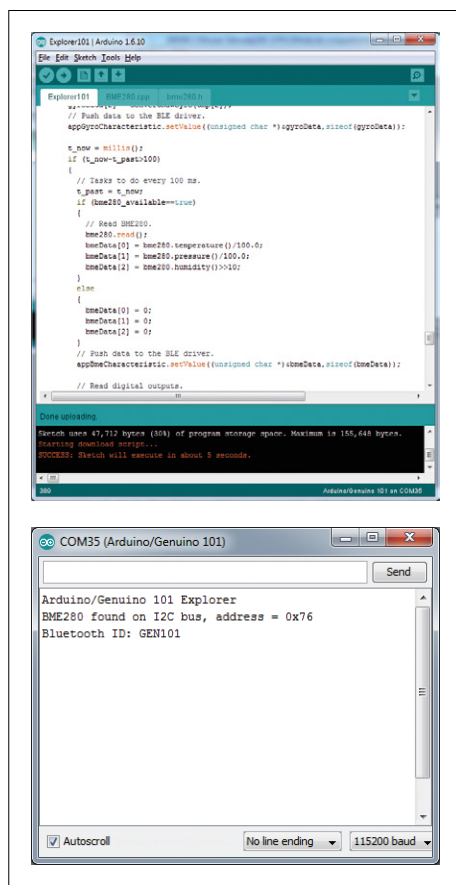 Explorer101 | Arduino 1.6.10
File Edit Sketch Tools Help
Explorer101 BME280.cpp bme280.h
// Push data to the BLE driver.
appGyroCharacteristic.setValue((unsigned char *)&gyroData,sizeof(gyroData));
t_now = millis();
if (t_now-t_past>100)
{
// Tasks to do every 100 ms.
t_past = t_now;
if (bme280_available==true)
{
// Read BME280.
bme280.read();
bmeData[0] = bme280.temperature()/100.0;
bmeData[1] = bme280.pressure()/100.0;
bmeData[2] = bme280.humidity()>>10;
}
else
{
bmeData[0] = 0;
bmeData[1] = 0;
bmeData[2] = 0;
}
// Push data to the BLE driver.
appBmeCharacteristic.setValue((unsigned char *)&bmeData,sizeof(bmeData));
// Read digital outputs.
Done uploading.
Sketch uses 47,712 bytes (30%) of program storage space. Maximum is 155,648 bytes.
Starting download script...
SUCCESS: Sketch will execute in about 5 seconds.
380 Arduino/Genuino 101 on COM35
COM35 (Arduino/Genuino 101)
Send
Arduino/Genuino 101 Explorer
BME280 found on I2C bus, address = 0x76
Bluetooth ID: GEN101
Autoscroll No line ending 115200 baud